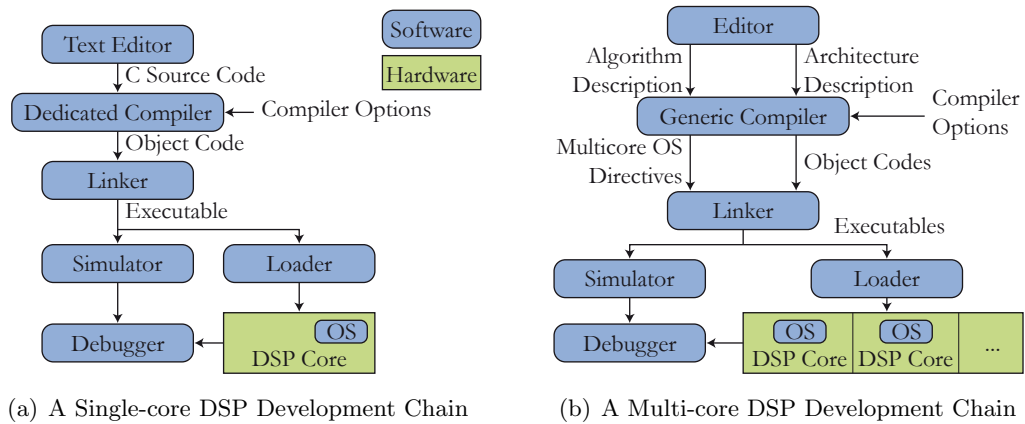 Text Editor
C Source Code
Dedicated Compiler
Compiler Options
Object Code
Linker
Executable
Simulator
Loader
OS
Debugger
DSP Core
Software
Hardware
(a) A Single-core DSP Development Chain
Editor
Algorithm
Description
Architecture
Description
Generic Compiler
Compiler
Options
Multicore OS
Directives
Object Codes
Linker
Executables
Simulator
Loader
OS
OS
Debugger
DSP Core
DSP Core
...
(b) A Multi-core DSP Development Chain